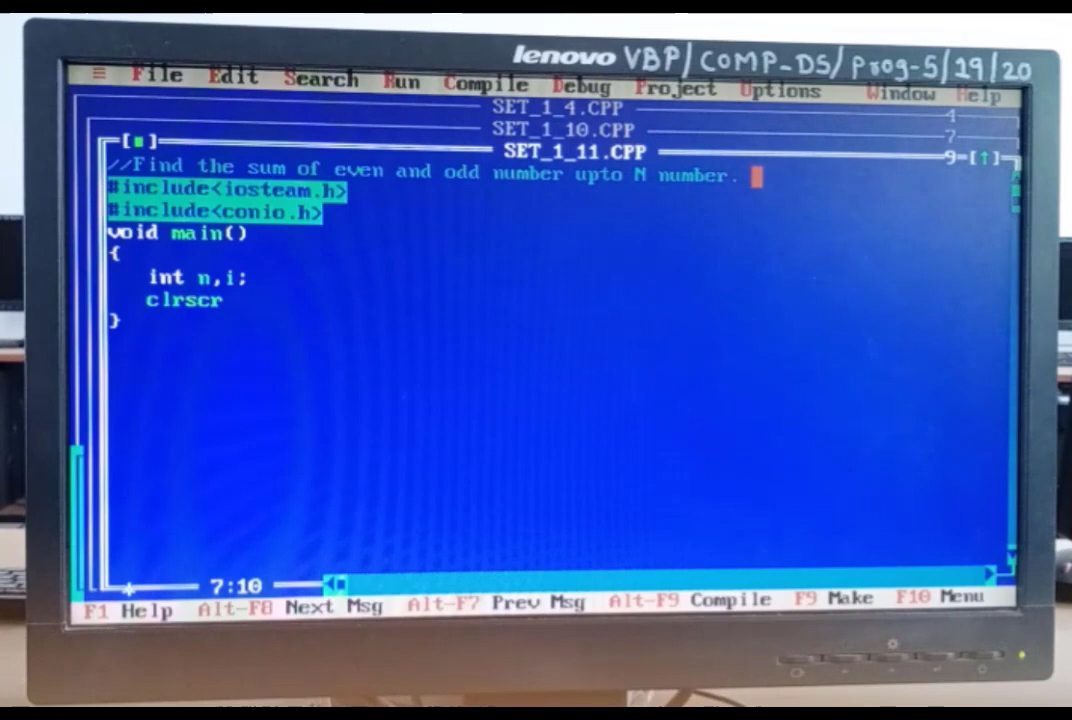 lenovo VBP/COMP-DS/Prog-5/19/20
≡ File Edit Search Run Compile Debug Project Options Window Help
SET_1_4.CPP 4
SET_1_10.CPP 7
[■] SET_1_11.CPP 9=[↑]
//Find the sum of even and odd number upto N number.
#include<iosteam.h>
#include<conio.h>
void main()
{
int n,i;
clrscr
}
* 7:10
F1 Help Alt-F8 Next Msg Alt-F7 Prev Msg Alt-F9 Compile F9 Make F10 Menu